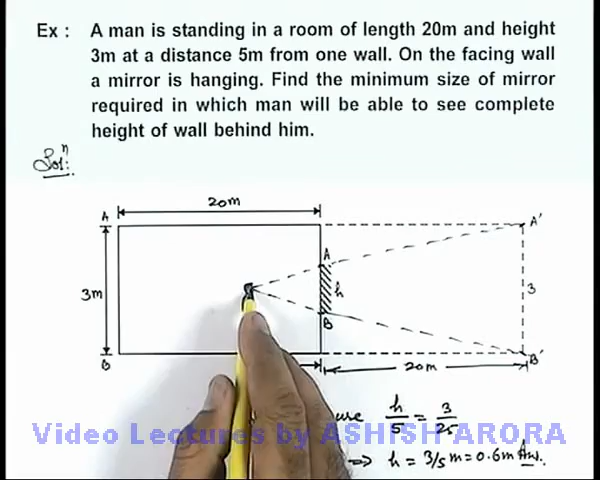 Ex : A man is standing in a room of length 20m and height
3m at a distance 5m from one wall. On the facing wall
a mirror is hanging. Find the minimum size of mirror
required in which man will be able to see complete
height of wall behind him.
Solⁿ:
20m
A
A'
A
3m
h
3
B
B
B'
20m
h/5 = 3/25
Video Lectures by ASHISH ARORA
⇒ h = 3/5 m = 0.6m Ans.